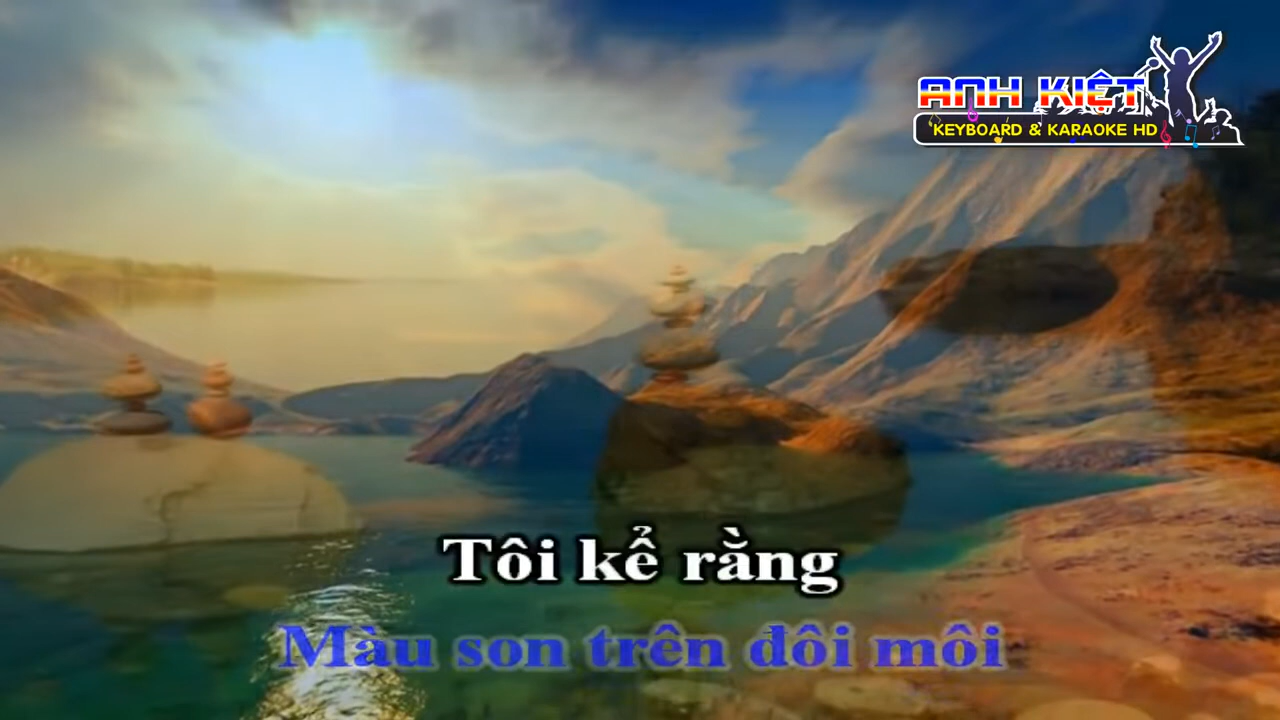 ANH KIỆT
KEYBOARD & KARAOKE HD
Tôi kể rằng
Màu son trên đôi môi